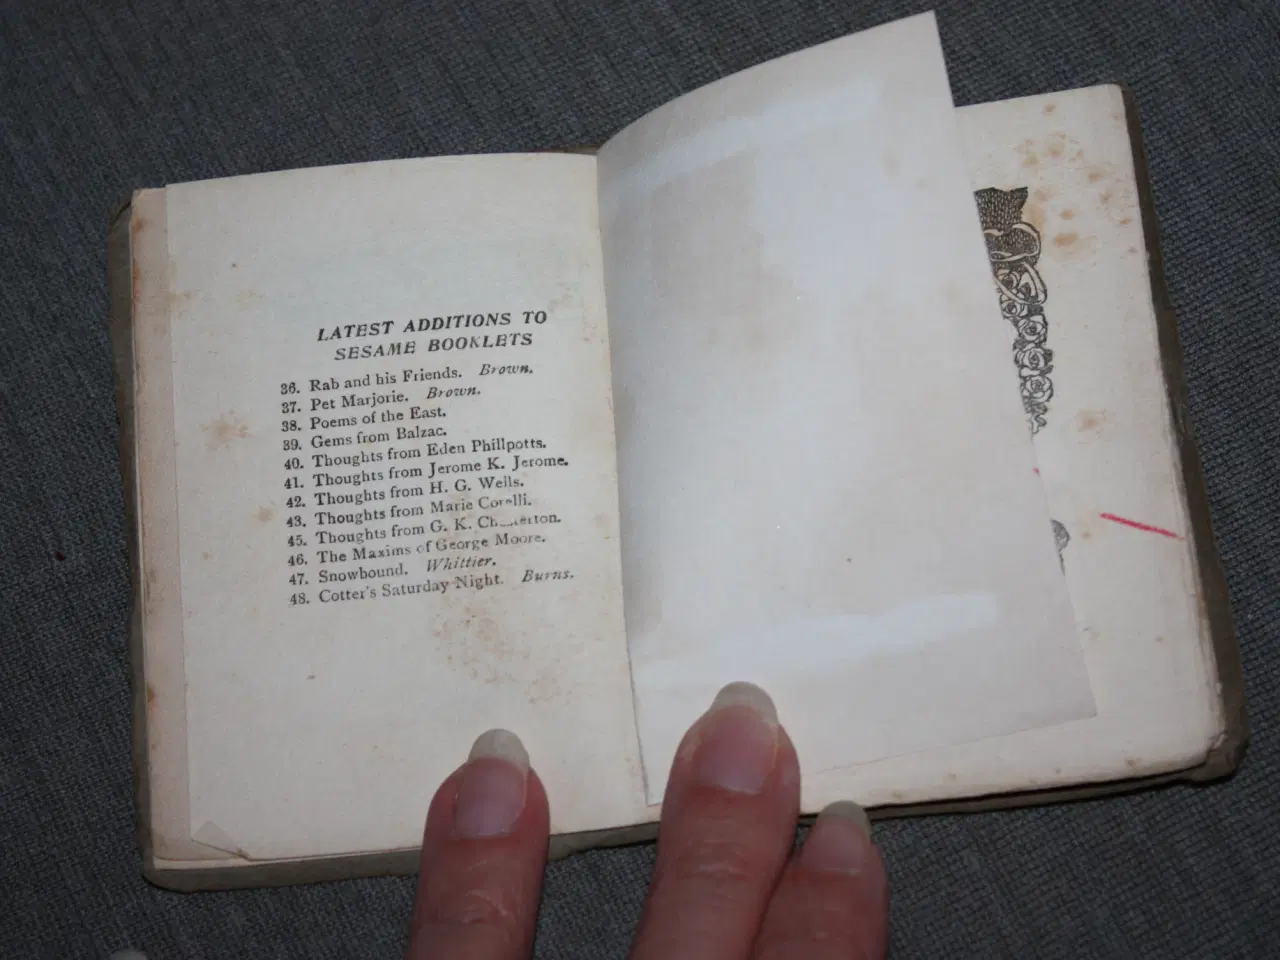 LATEST ADDITIONS TO
SESAME BOOKLETS
36. Rab and his Friends. Brown.
37. Pet Marjorie. Brown.
38. Poems of the East.
39. Gems from Balzac.
40. Thoughts from Eden Phillpotts.
41. Thoughts from Jerome K. Jerome.
42. Thoughts from H. G. Wells.
43. Thoughts from Marie Corelli.
45. Thoughts from G. K. Chesterton.
46. The Maxims of George Moore.
47. Snowbound. Whittier.
48. Cotter's Saturday Night. Burns.